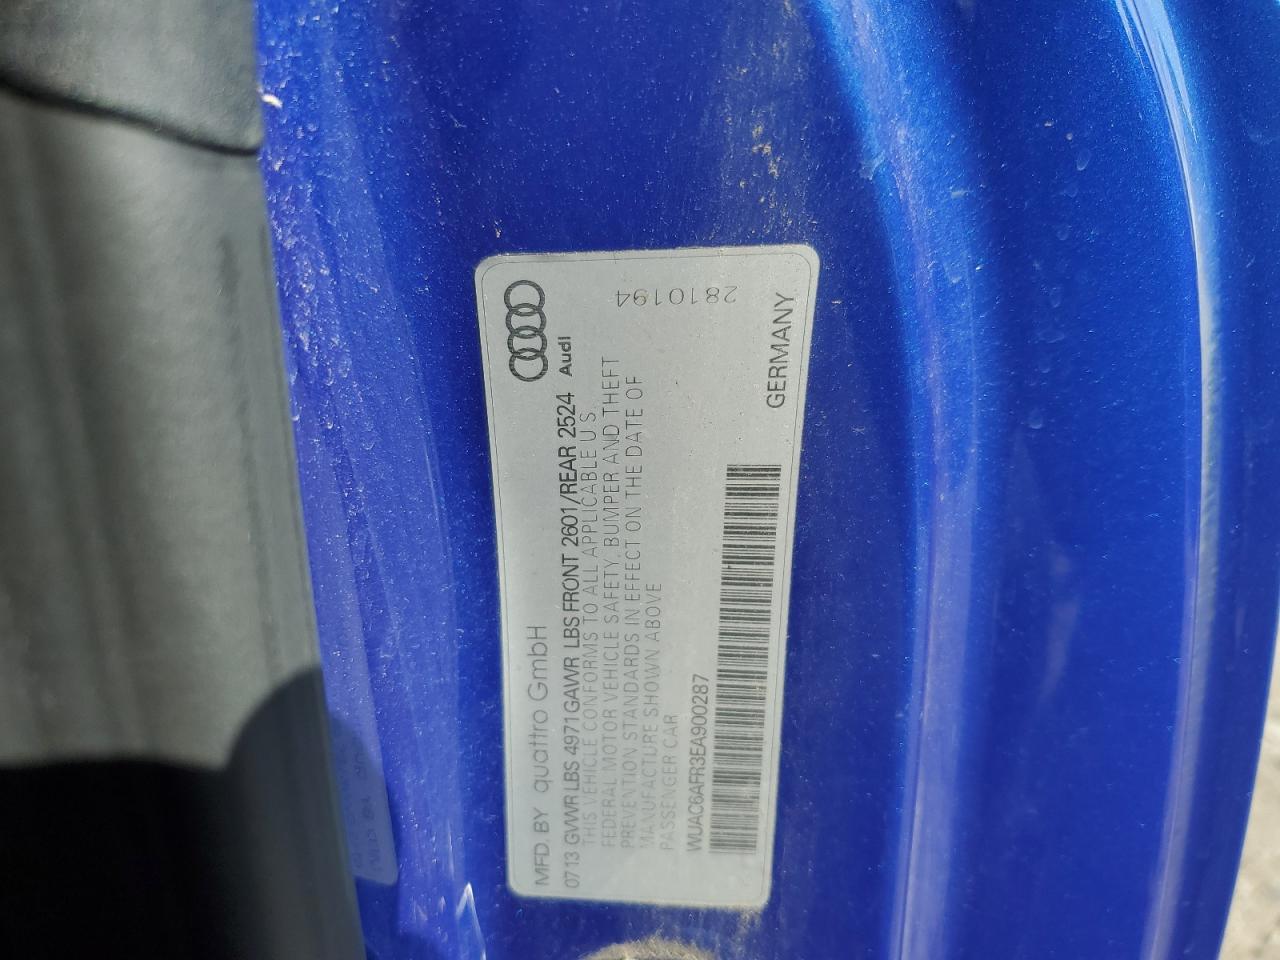 MFD. BY quattro GmbH
Audi
0713 GVWR LBS 4971 GAWR LBS FRONT 2601/REAR 2524
THIS VEHICLE CONFORMS TO ALL APPLICABLE U.S.
FEDERAL MOTOR VEHICLE SAFETY, BUMPER AND THEFT
PREVENTION STANDARDS IN EFFECT ON THE DATE OF
MANUFACTURE SHOWN ABOVE
PASSENGER CAR
WUAC6AFR3EA900287
2810194
GERMANY